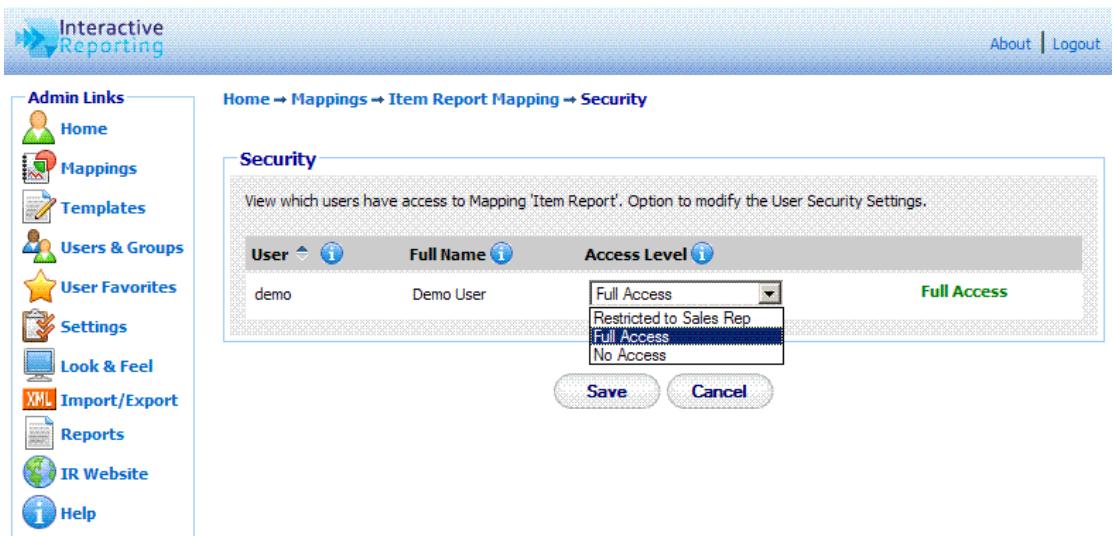 Interactive
Reporting
About | Logout
Admin Links
Home
Mappings
Templates
Users & Groups
User Favorites
Settings
Look & Feel
XML Import/Export
Reports
IR Website
Help
Home → Mappings → Item Report Mapping → Security
Security
View which users have access to Mapping 'Item Report'. Option to modify the User Security Settings.
User Full Name Access Level
demo Demo User Full Access Full Access
Restricted to Sales Rep
Full Access
No Access
Save Cancel